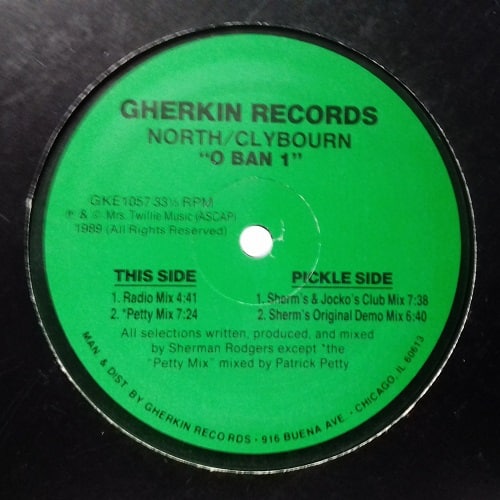 GHERKIN RECORDS
NORTH/CLYBOURN
"O BAN 1"
GKE1057 33⅓ RPM
℗ & © Mrs. Twillie Music (ASCAP)
1989 (All Rights Reserved)
THIS SIDE
1. Radio Mix 4:41
2. *Petty Mix 7:24
PICKLE SIDE
1. Sherm's & Jocko's Club Mix 7:38
2. Sherm's Original Demo Mix 6:40
All selections written, produced, and mixed
by Sherman Rodgers except *the
"Petty Mix" mixed by Patrick Petty
MAN. & DIST. BY GHERKIN RECORDS - 916 BUENA AVE. - CHICAGO, IL 60613